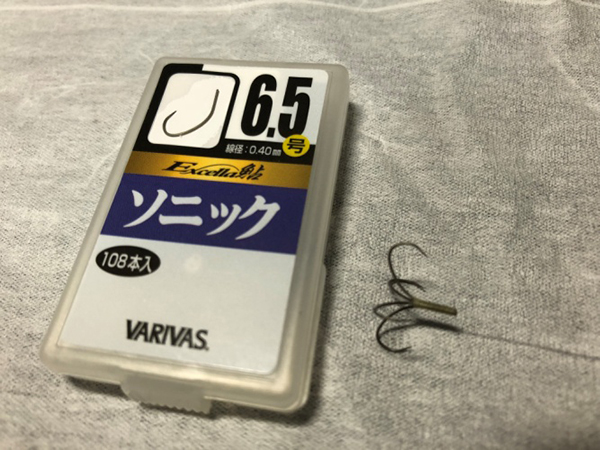 6.5号
線径:0.40mm
Excella鮎
ソニック
108本入
VARIVAS.